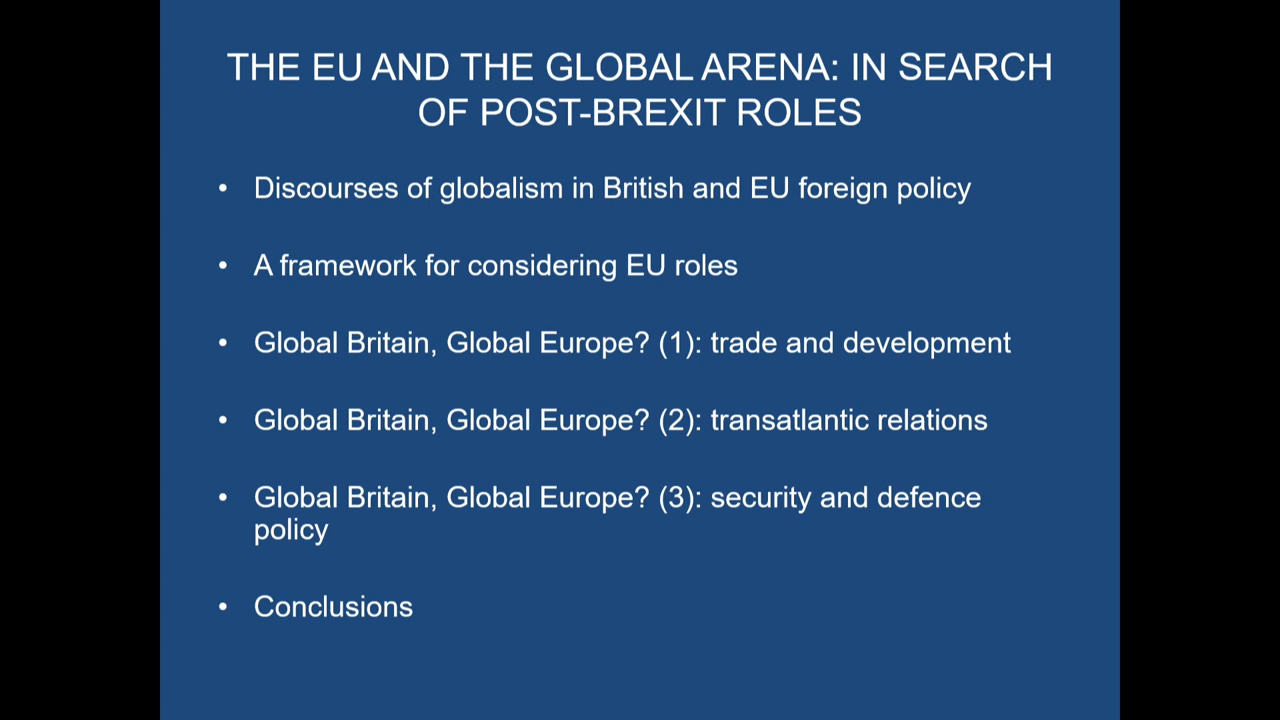 THE EU AND THE GLOBAL ARENA: IN SEARCH
OF POST-BREXIT ROLES
• Discourses of globalism in British and EU foreign policy
• A framework for considering EU roles
• Global Britain, Global Europe? (1): trade and development
• Global Britain, Global Europe? (2): transatlantic relations
• Global Britain, Global Europe? (3): security and defence
policy
• Conclusions